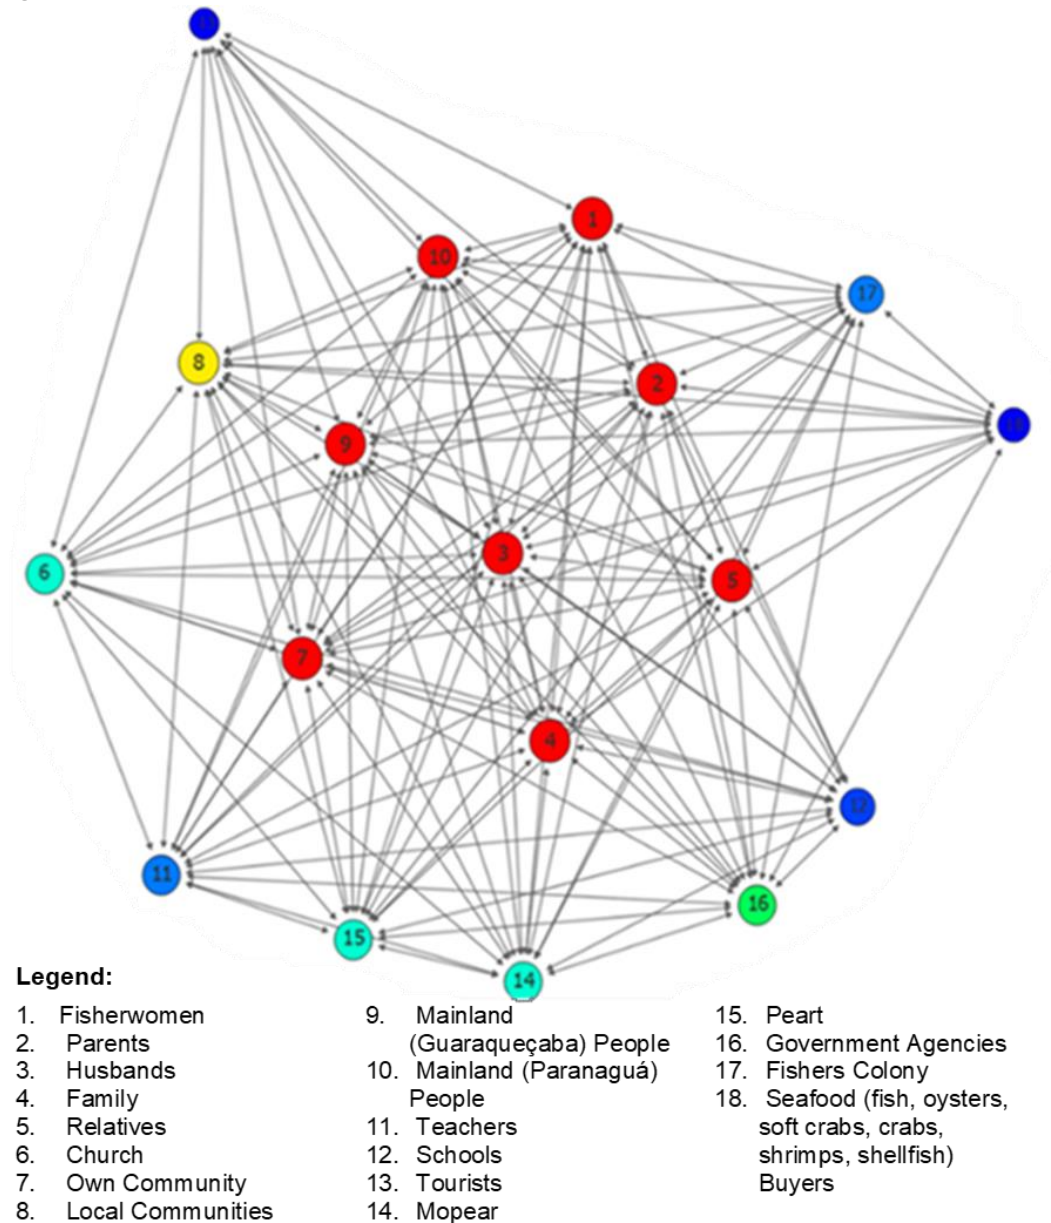 1
10
17
8
2
9
3
6
5
7
4
12
11
16
15
14
Legend:
1. Fisherwomen
2. Parents
3. Husbands
4. Family
5. Relatives
6. Church
7. Own Community
8. Local Communities
9. Mainland
(Guaraqueçaba) People
10. Mainland (Paranaguá)
People
11. Teachers
12. Schools
13. Tourists
14. Mopear
15. Peart
16. Government Agencies
17. Fishers Colony
18. Seafood (fish, oysters,
soft crabs, crabs,
shrimps, shellfish)
Buyers